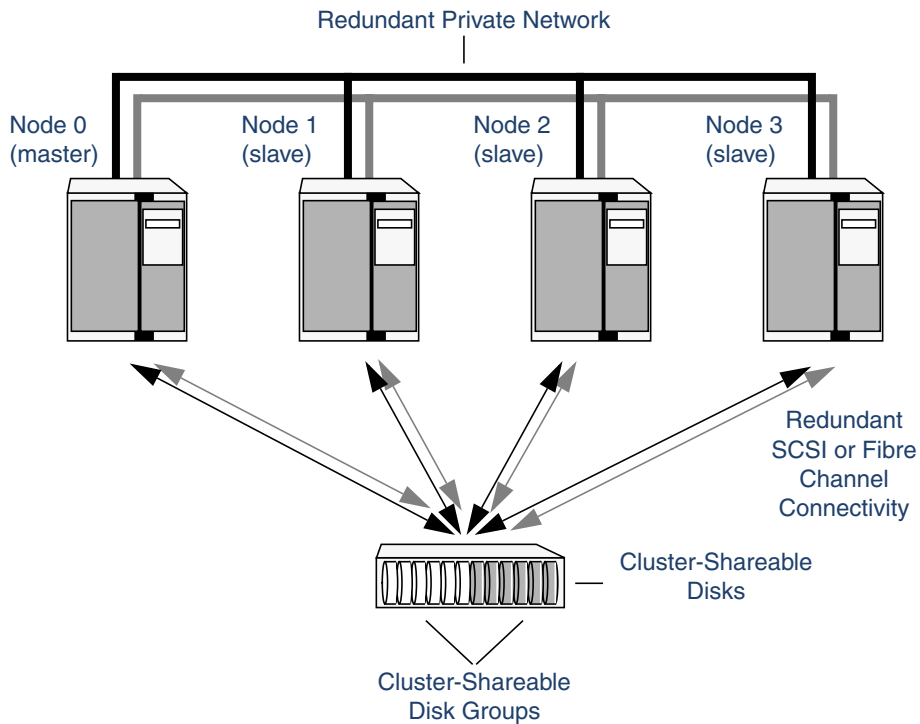 Redundant Private Network
Node 0
(master)
Node 1
(slave)
Node 2
(slave)
Node 3
(slave)
Redundant
SCSI or Fibre
Channel
Connectivity
Cluster-Shareable
Disks
Cluster-Shareable
Disk Groups